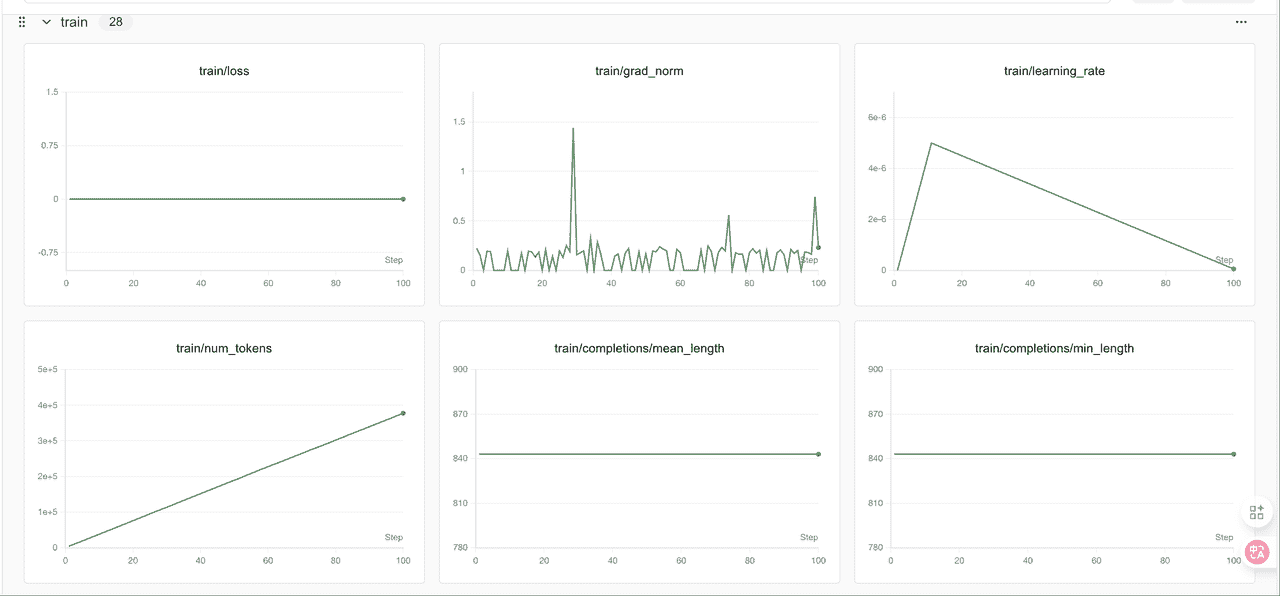 train 28
train/loss
1.5
0.75
0
-0.75
Step
0 20 40 60 80 100
train/grad_norm
1.5
1
0.5
0
Step
0 20 40 60 80 100
train/learning_rate
6e-6
4e-6
2e-6
0
Step
0 20 40 60 80 100
train/num_tokens
5e+5
4e+5
3e+5
2e+5
1e+5
0
Step
0 20 40 60 80 100
train/completions/mean_length
900
870
840
810
780
Step
0 20 40 60 80 100
train/completions/min_length
900
870
840
810
780
Step
0 20 40 60 80 100